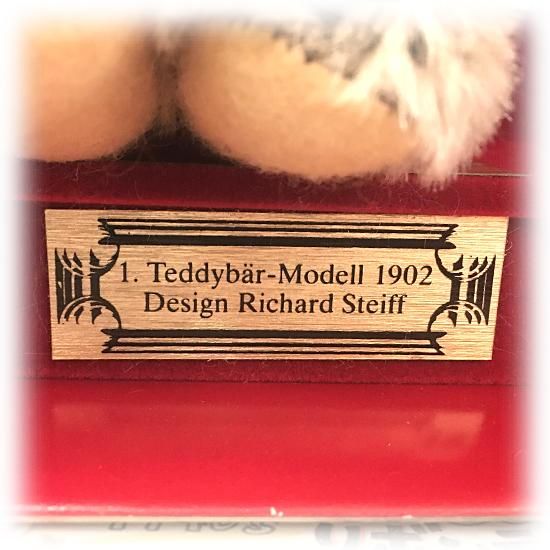 1. Teddybär-Modell 1902
Design Richard Steiff